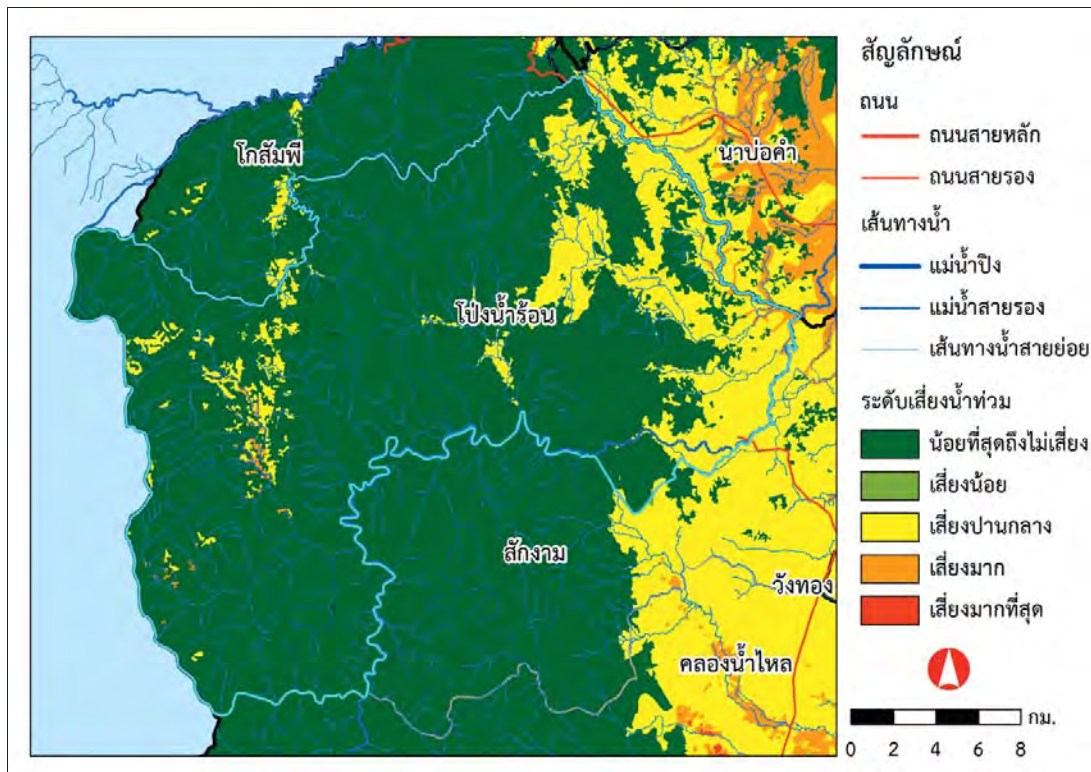 โกสัมพี
นาบ่อคำ
โป่งน้ำร้อน
สักงาม
วังทอง
คลองน้ำไหล
สัญลักษณ์
ถนน
ถนนสายหลัก
ถนนสายรอง
เส้นทางน้ำ
แม่น้ำปิง
แม่น้ำสายรอง
เส้นทางน้ำสายย่อย
ระดับเสี่ยงน้ำท่วม
น้อยที่สุดถึงไม่เสี่ยง
เสี่ยงน้อย
เสี่ยงปานกลาง
เสี่ยงมาก
เสี่ยงมากที่สุด
กม.
0 2 4 6 8